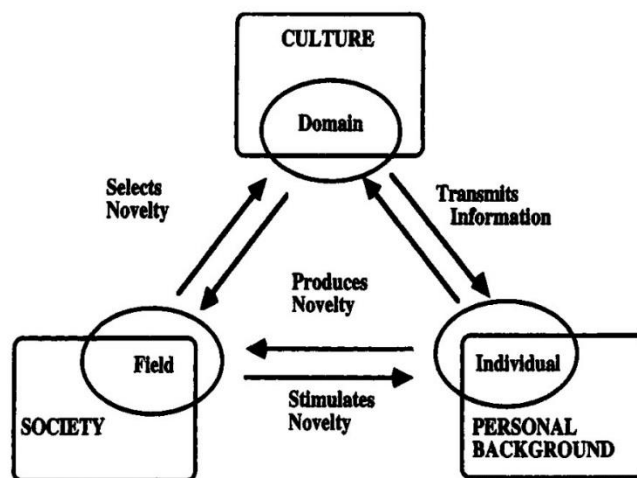 CULTURE
Domain
Selects
Novelty
Transmits
Information
Produces
Novelty
Field
Individual
Stimulates
Novelty
SOCIETY
PERSONAL
BACKGROUND